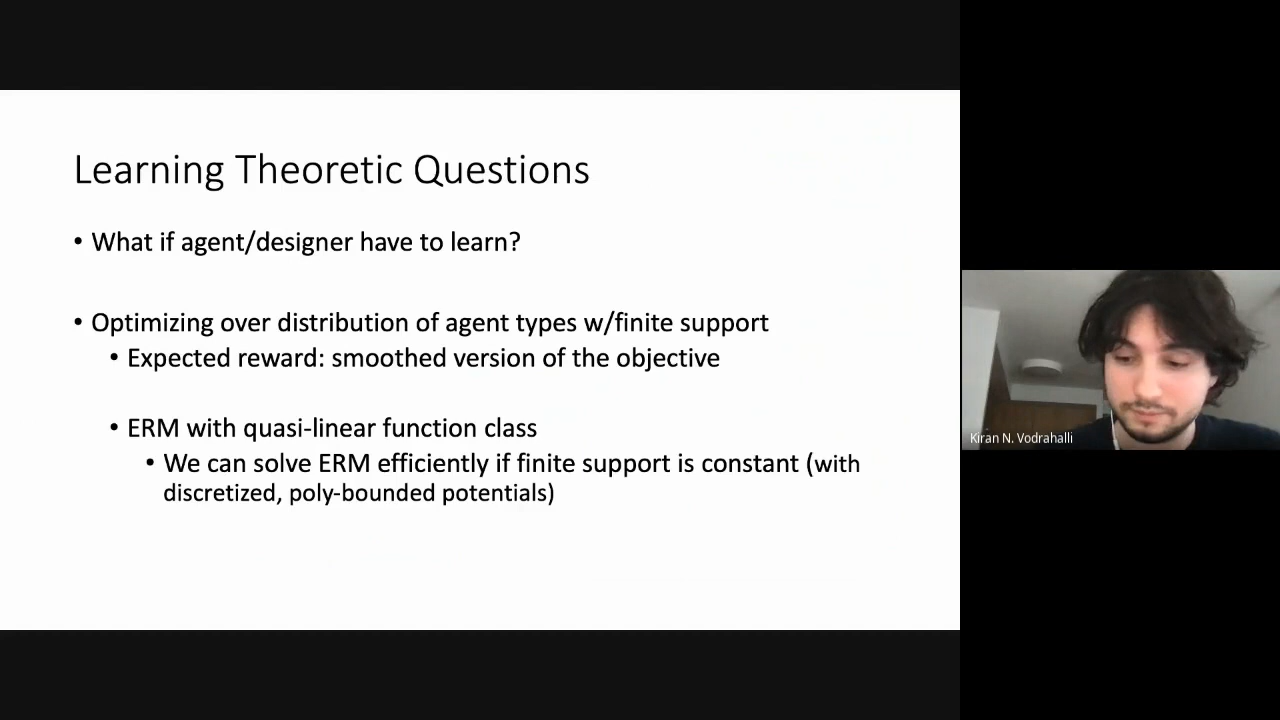 Learning Theoretic Questions
• What if agent/designer have to learn?
• Optimizing over distribution of agent types w/finite support
• Expected reward: smoothed version of the objective
• ERM with quasi-linear function class
• We can solve ERM efficiently if finite support is constant (with
discretized, poly-bounded potentials)
Kiran N. Vodrahalli